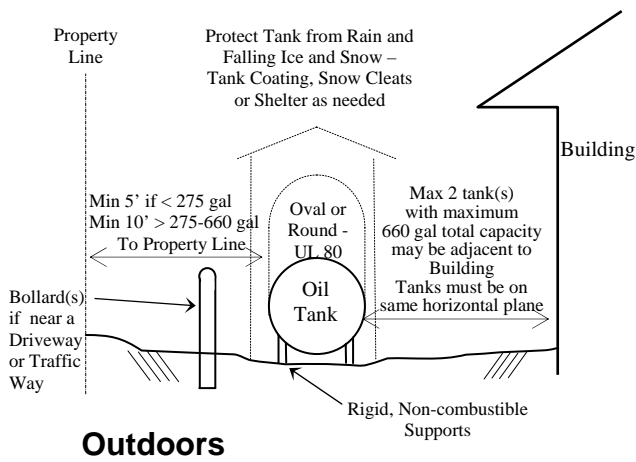 Property
Line
Protect Tank from Rain and
Falling Ice and Snow –
Tank Coating, Snow Cleats
or Shelter as needed
Building
Min 5' if < 275 gal
Min 10' > 275-660 gal
To Property Line
Oval or
Round -
UL 80
Max 2 tank(s)
with maximum
660 gal total capacity
may be adjacent to
Building
Tanks must be on
same horizontal plane
Oil
Tank
Bollard(s)
if near a
Driveway
or Traffic
Way
Rigid, Non-combustible
Supports
Outdoors